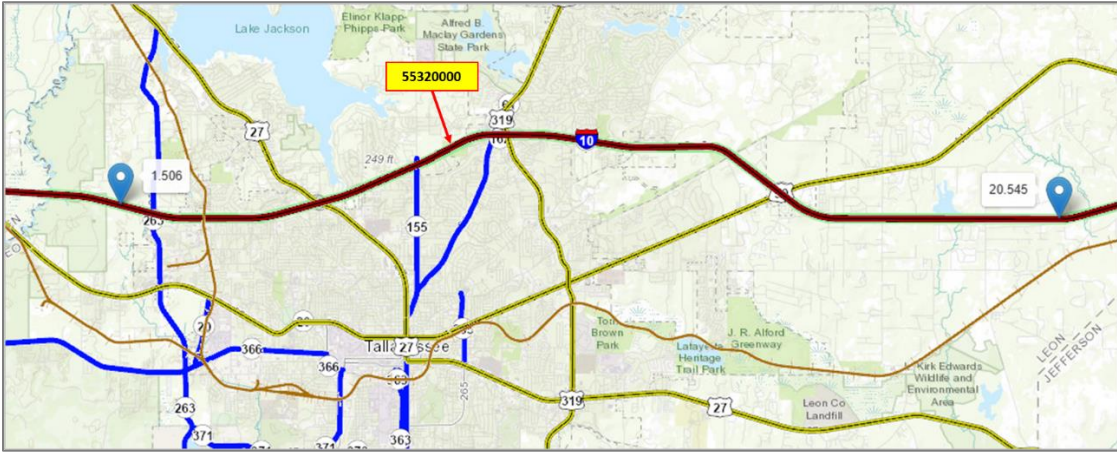 Elinor Klapp-
Phipps Park
Alfred B.
Maclay Gardens
State Park
Lake Jackson
55320000
27
319
10
249 ft
1.506
20.545
263
155
20
366
Tallahassee
27
366
Tom
Brown
Park
J. R. Alford
Greenway
Lafayette
Heritage
Trail Park
LEON
JEFFERSON
Kirk Edwards
Wildlife and
Environmental
Area
263
319
27
Leon Co
Landfill
371
371
363
265